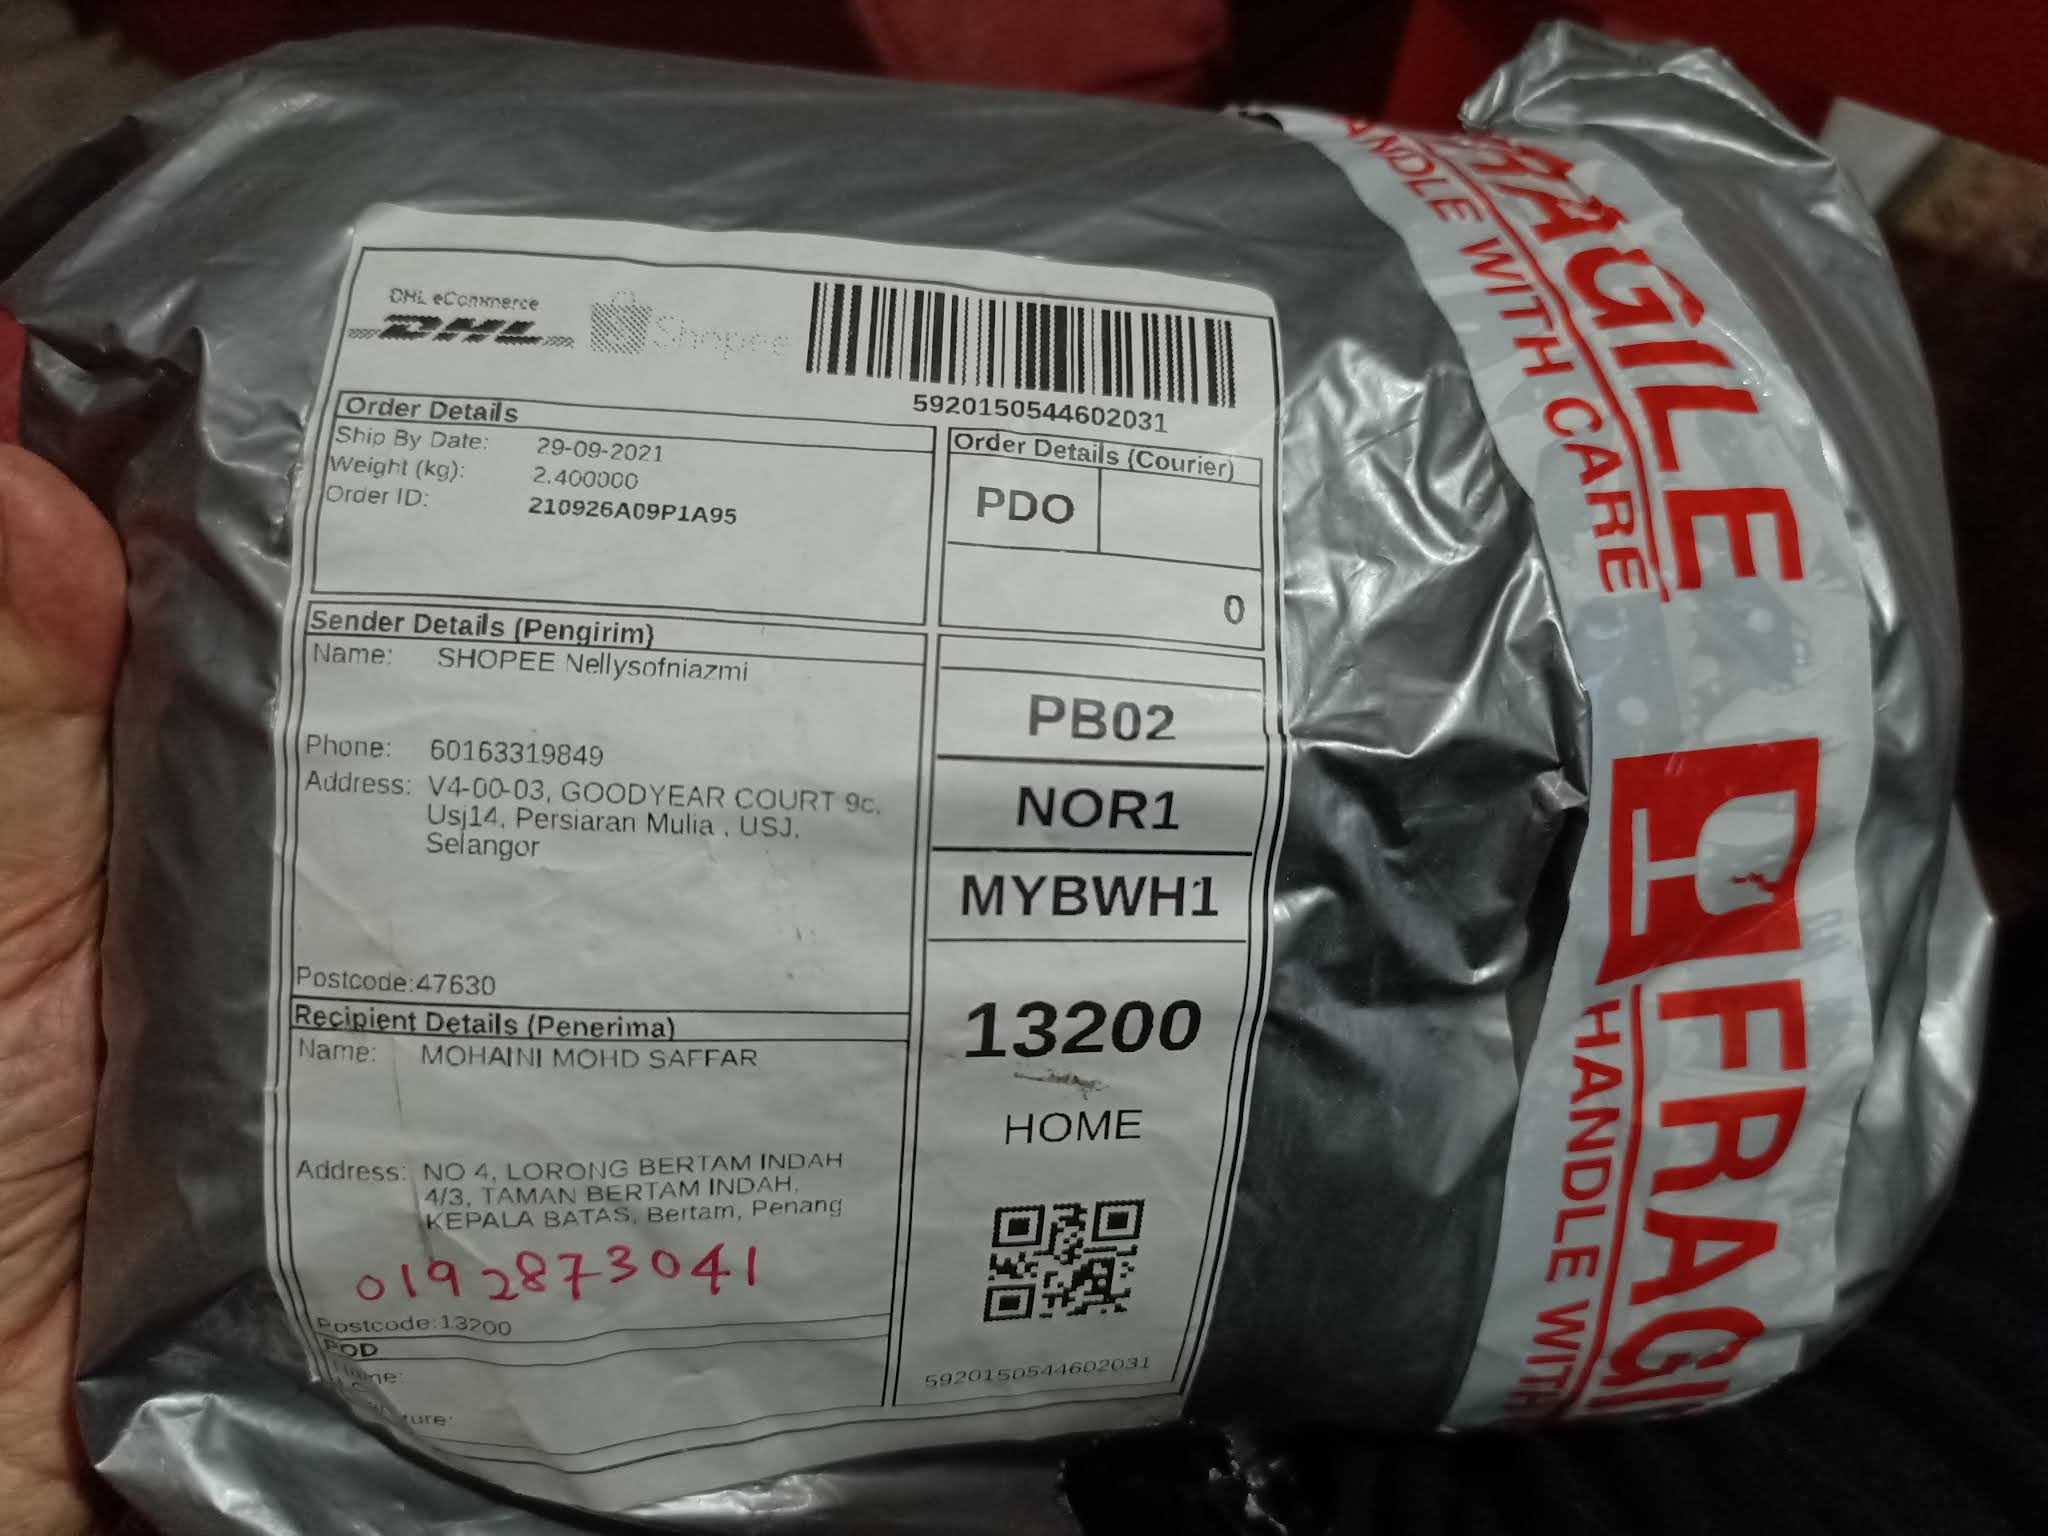 DHL eCommerce
DHL
Shopee
5920150544602031
Order Details
Ship By Date: 29-09-2021
Weight (kg): 2.400000
Order ID: 210926A09P1A95
Order Details (Courier)
PDO
0
Sender Details (Pengirim)
Name: SHOPEE Nellysofniazmi
Phone: 60163319849
Address: V4-00-03, GOODYEAR COURT 9c,
Usj14, Persiaran Mulia , USJ,
Selangor
Postcode:47630
PB02
NOR1
MYBWH1
13200
HOME
Recipient Details (Penerima)
Name: MOHAINI MOHD SAFFAR
Address: NO 4, LORONG BERTAM INDAH
4/3, TAMAN BERTAM INDAH,
KEPALA BATAS, Bertam, Penang
0192873041
Postcode:13200
POD
5920150544602031
FRAGILE
HANDLE WITH CARE
FRAGI
HANDLE WITH